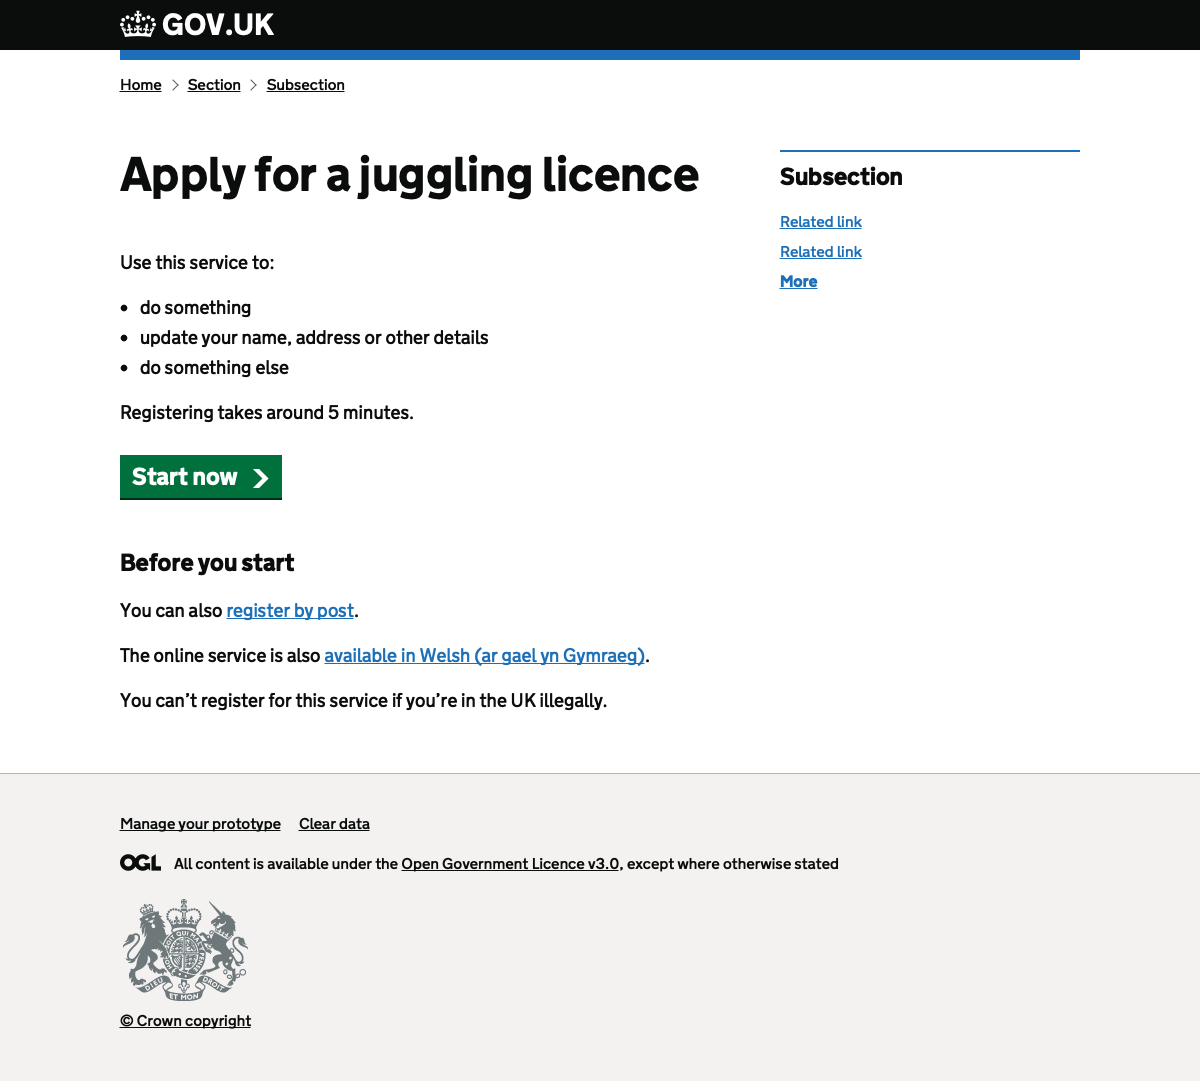 GOV.UK
Home Section Subsection
Apply for a juggling licence
Use this service to:
• do something
• update your name, address or other details
• do something else
Registering takes around 5 minutes.
Start now
Before you start
You can also register by post.
The online service is also available in Welsh (ar gael yn Gymraeg).
You can’t register for this service if you’re in the UK illegally.
Subsection
Related link
Related link
More
Manage your prototype Clear data
OGL All content is available under the Open Government Licence v3.0, except where otherwise stated
DIEU ET MON DROIT
© Crown copyright